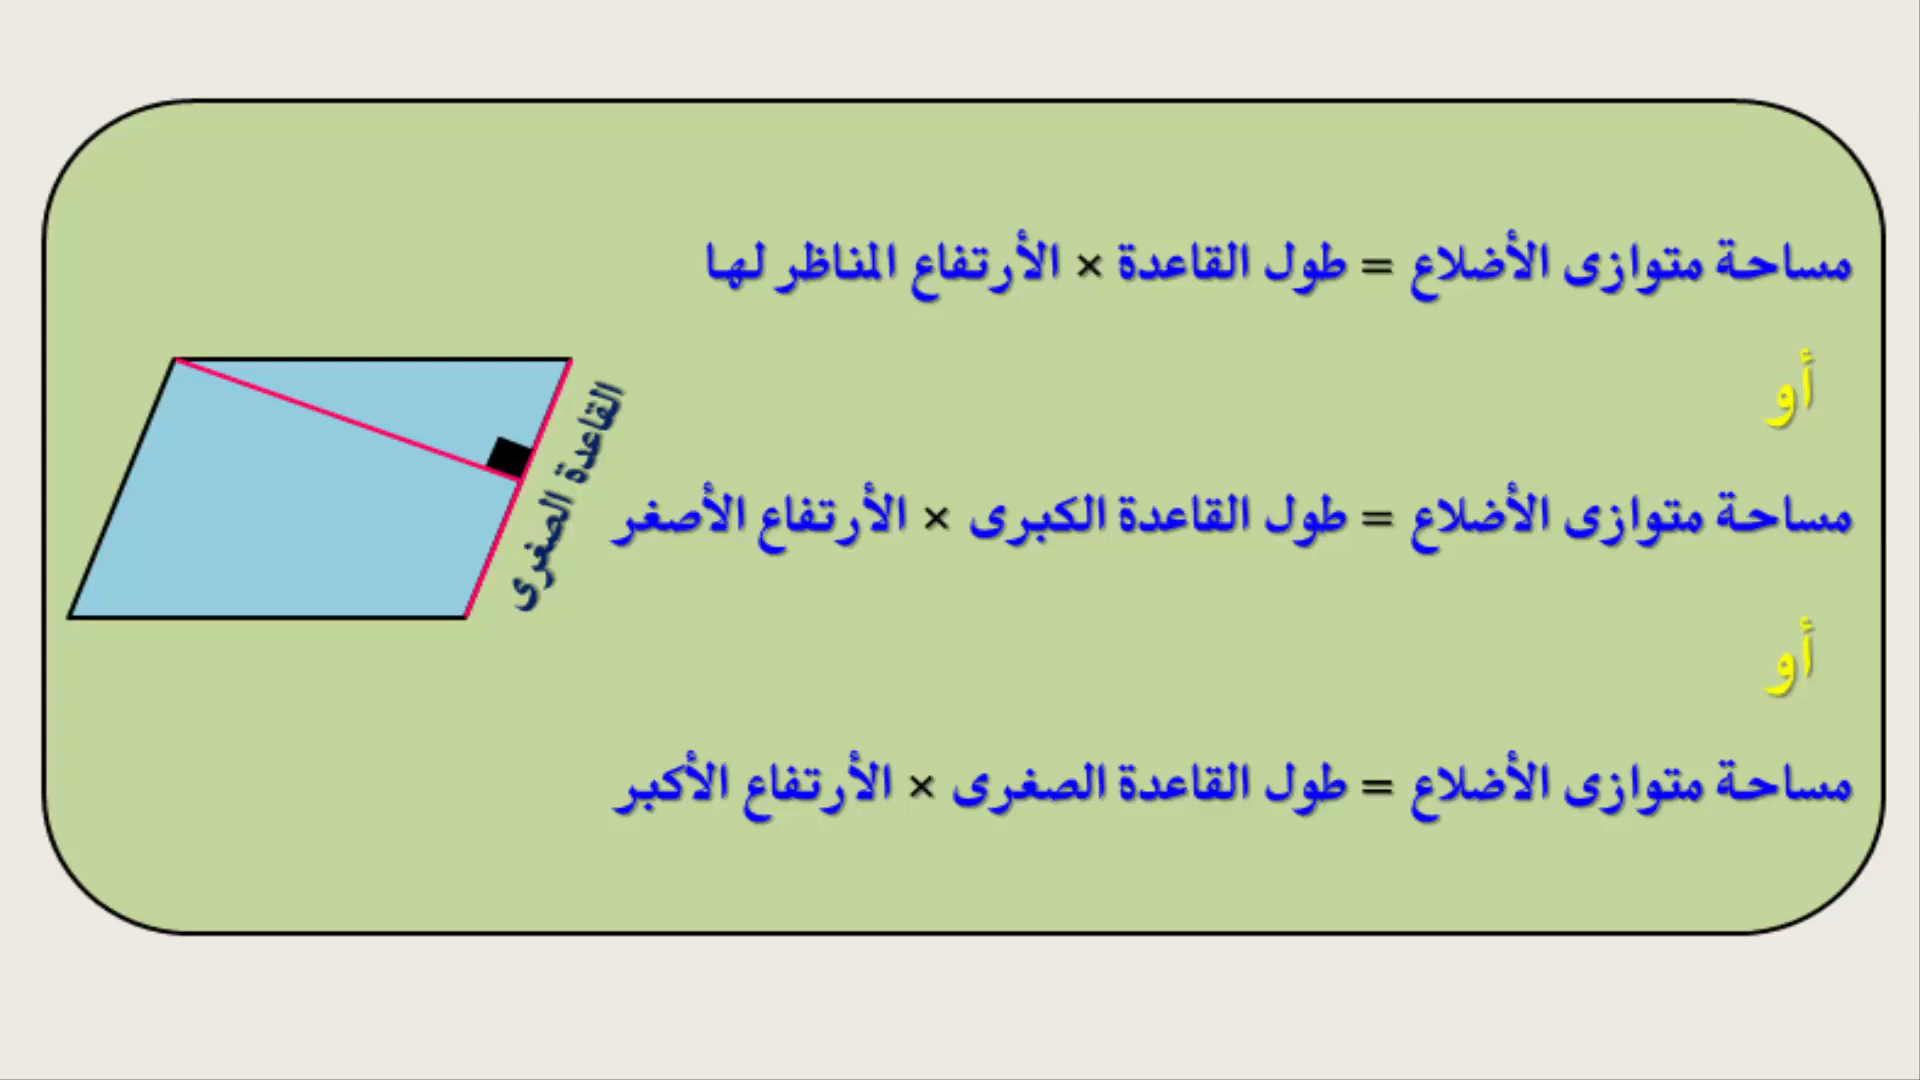 مساحة متوازى الأضلاع = طول القاعدة × الأرتفاع المناظر لها
أو
مساحة متوازى الأضلاع = طول القاعدة الكبرى × الأرتفاع الأصغر
أو
مساحة متوازى الأضلاع = طول القاعدة الصغرى × الأرتفاع الأكبر
القاعدة الصغرى